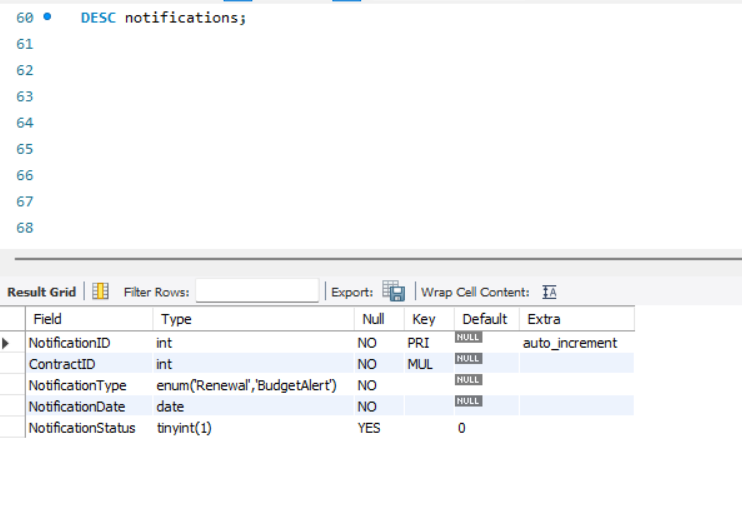 60 DESC notifications;
61
62
63
64
65
66
67
68
Result Grid Filter Rows: Export: Wrap Cell Content: IA
Field Type Null Key Default Extra
NotificationID int NO PRI NULL auto_increment
ContractID int NO MUL NULL
NotificationType enum('Renewal','BudgetAlert') NO NULL
NotificationDate date NO NULL
NotificationStatus tinyint(1) YES 0